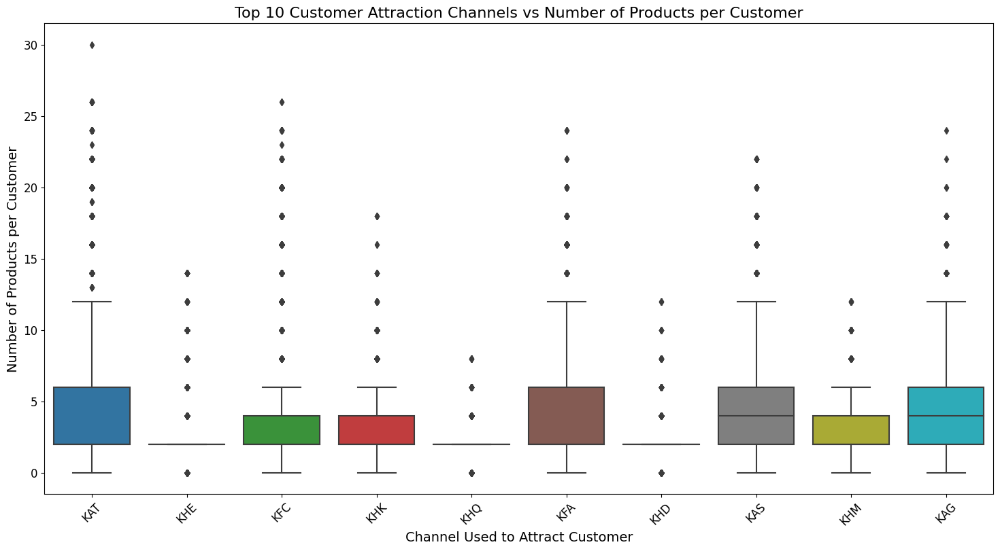 Top 10 Customer Attraction Channels vs Number of Products per Customer
Number of Products per Customer
30
25
20
15
10
5
0
KAT
KHE
KFC
KHK
KHQ
KFA
KHD
KAS
KHM
KAG
Channel Used to Attract Customer